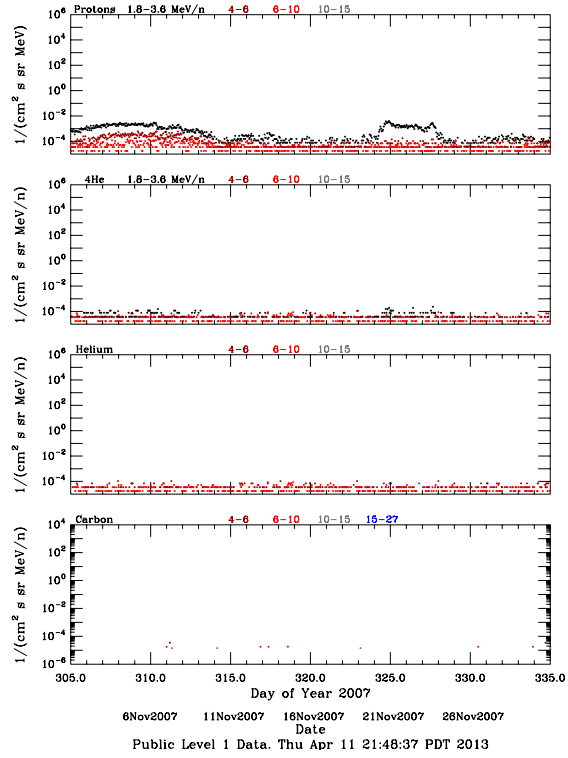 Protons 1.8-3.6 MeV/n 4-6 6-10 10-15
10^6
10^4
10^2
10^0
10^-2
10^-4
1/(cm^2 s sr MeV)
4He 1.8-3.6 MeV/n 4-6 6-10 10-15
10^6
10^4
10^2
10^0
10^-2
10^-4
1/(cm^2 s sr MeV/n)
Helium 4-6 6-10 10-15
10^6
10^4
10^2
10^0
10^-2
10^-4
1/(cm^2 s sr MeV/n)
Carbon 4-6 6-10 10-15 15-27
10^4
10^2
10^0
10^-2
10^-4
10^-6
1/(cm^2 s sr MeV/n)
305.0 310.0 315.0 320.0 325.0 330.0 335.0
Day of Year 2007
6Nov2007 11Nov2007 16Nov2007 21Nov2007 26Nov2007
Date
Public Level 1 Data. Thu Apr 11 21:48:37 PDT 2013